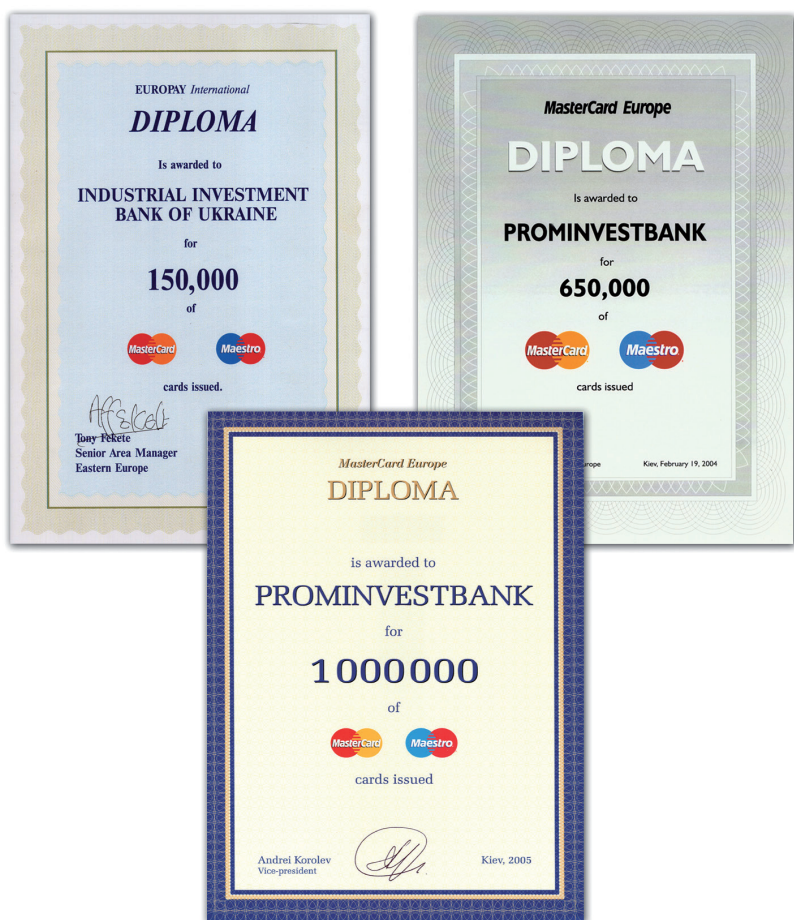 EUROPAY International
DIPLOMA
Is awarded to
INDUSTRIAL INVESTMENT
BANK OF UKRAINE
for
150,000
of
MasterCard Maestro
cards issued.
Tony Fekete
Senior Area Manager
Eastern Europe
MasterCard Europe
DIPLOMA
Is awarded to
PROMINVESTBANK
for
650,000
of
MasterCard Maestro
cards issued
Kiev, February 19, 2004
MasterCard Europe
DIPLOMA
is awarded to
PROMINVESTBANK
for
1000000
of
MasterCard Maestro
cards issued
Andrei Korolev
Vice-president
Kiev, 2005